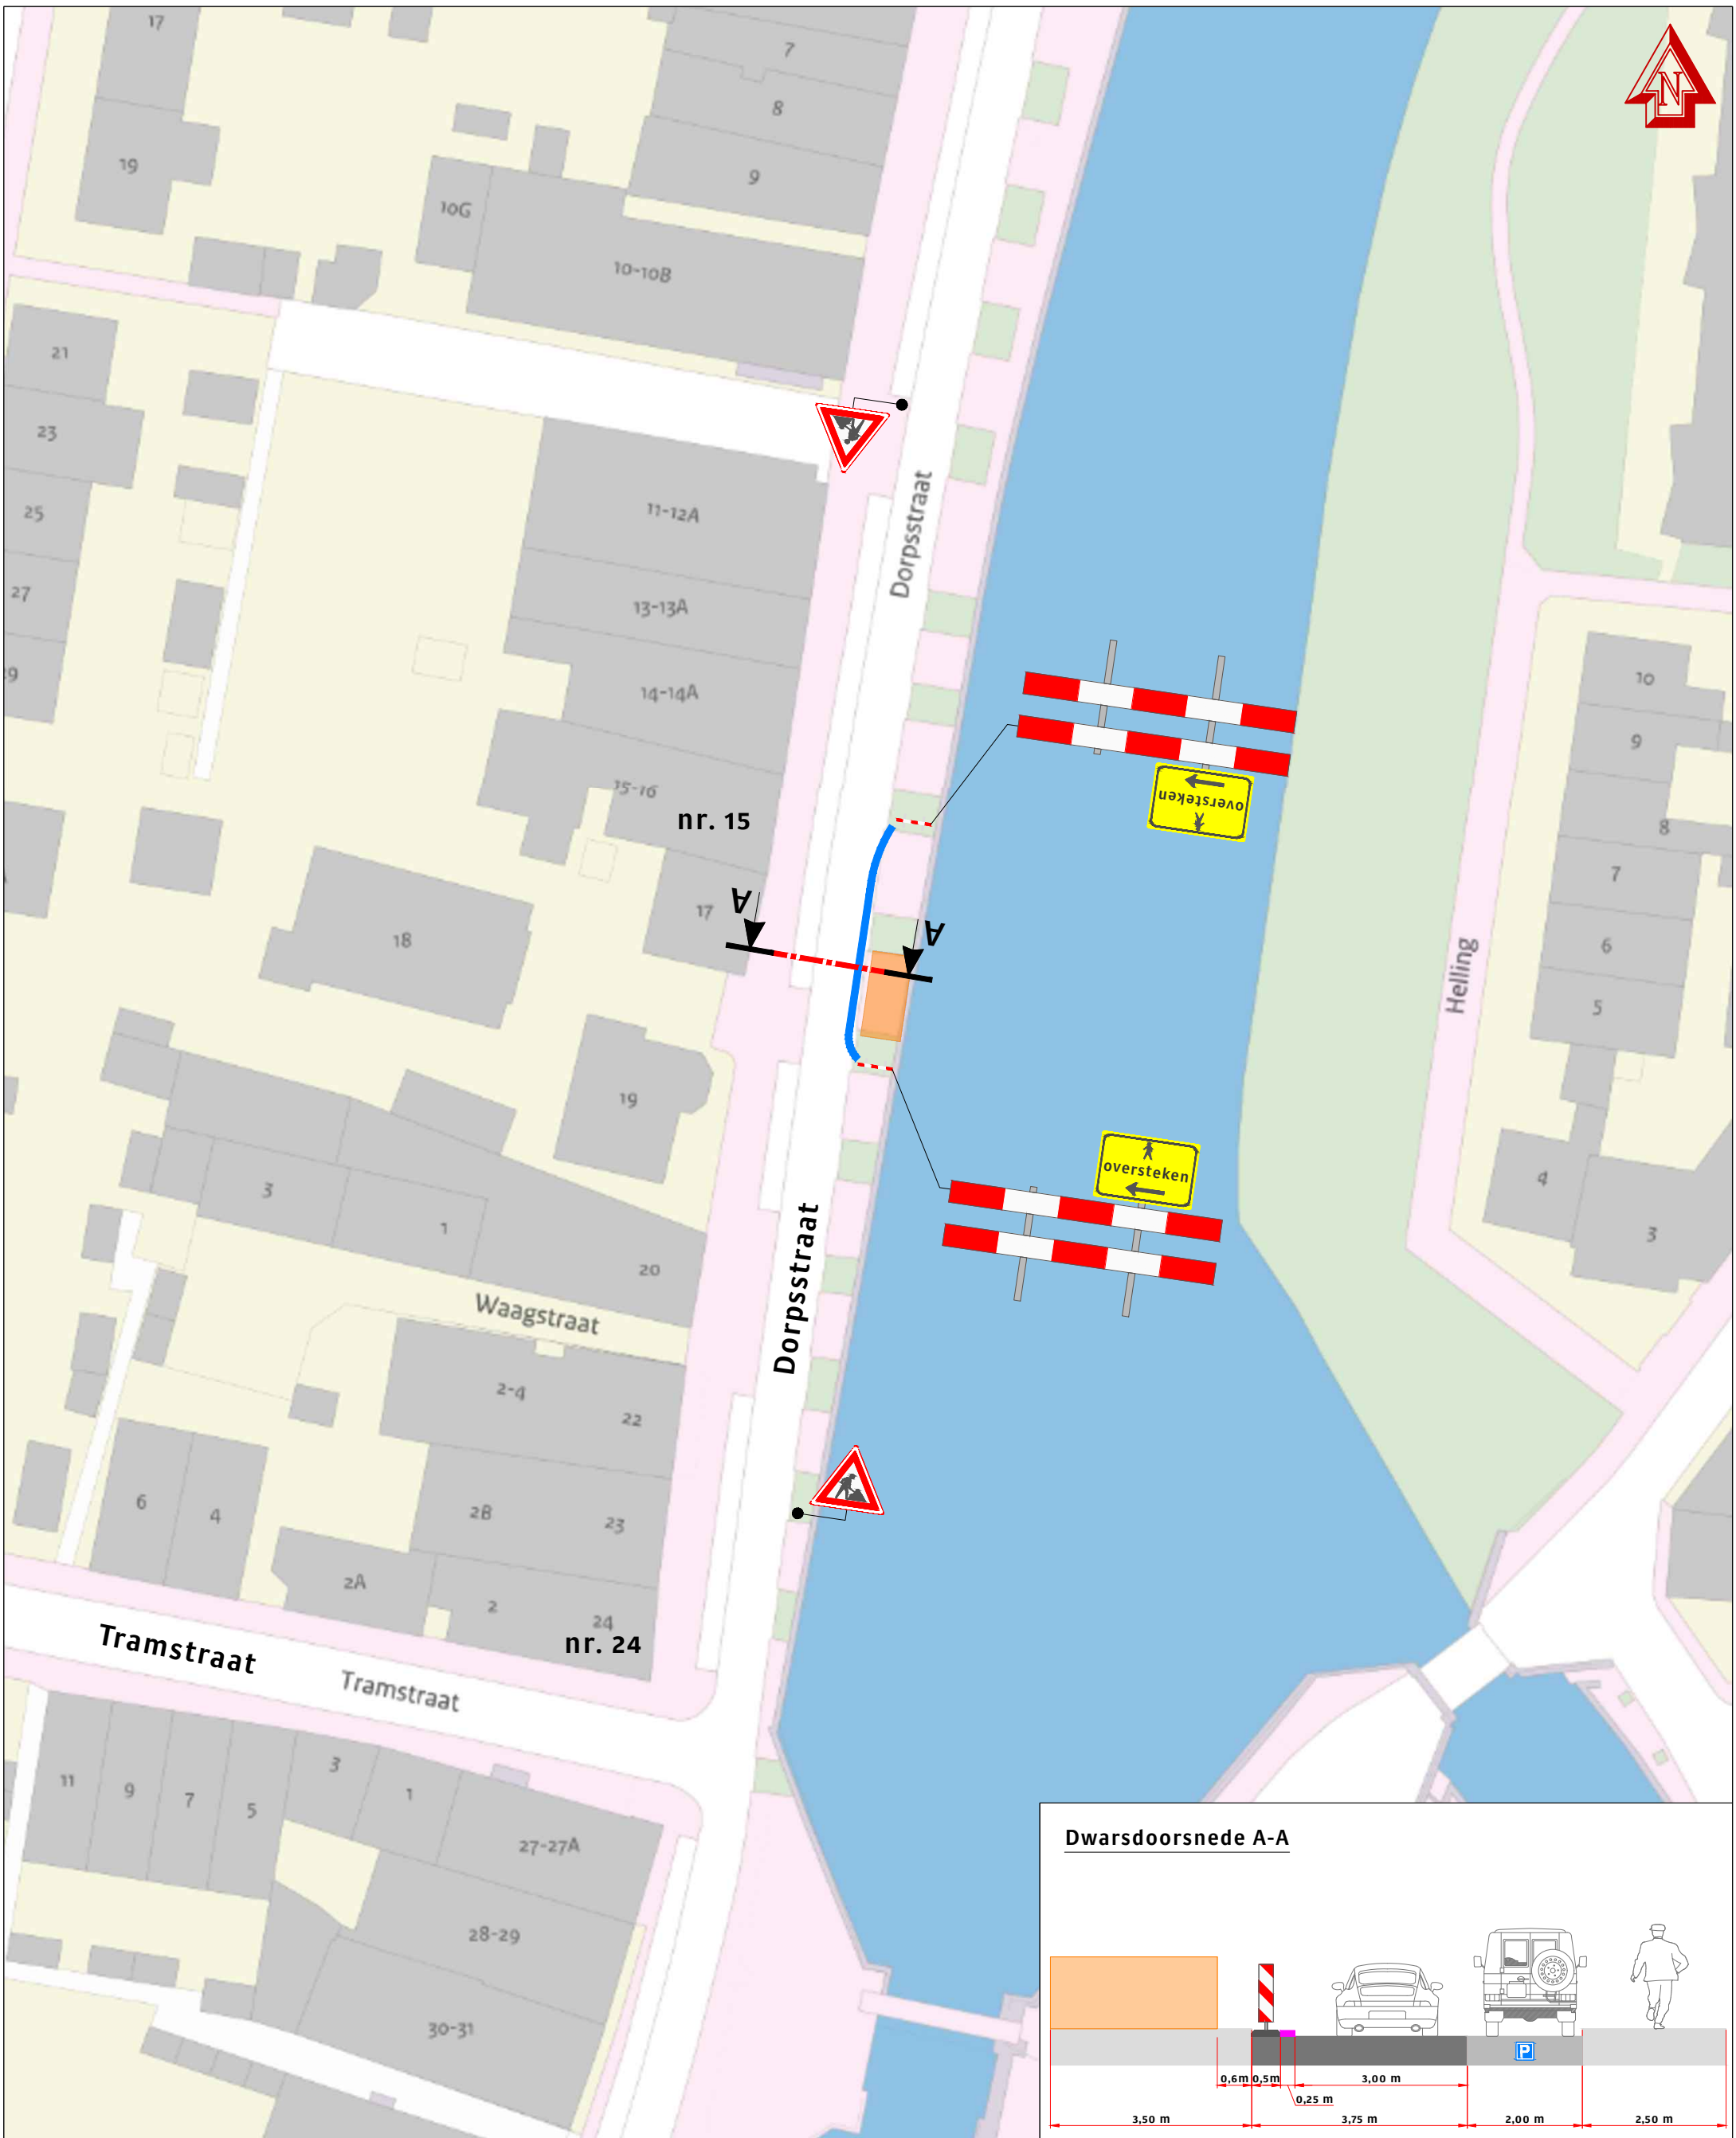 17
7
8
9
N
19
10G
10-10B
21
23
25
27
11-12A
13-13A
14-14A
15-16
nr. 15
17
18
19
Dorpsstraat
oversteken
A
A
10
9
8
7
6
5
4
3
Helling
oversteken
3
1
20
Waagstraat
Dorpsstraat
2-4
22
6
4
2B
23
2A
2
24
nr. 24
Tramstraat
Tramstraat
11
9
7
5
3
1
27-27A
28-29
30-31
Dwarsdoorsnede A-A
P
0,6m
0,5m
3,00 m
0,25 m
3,50 m
3,75 m
2,00 m
2,50 m